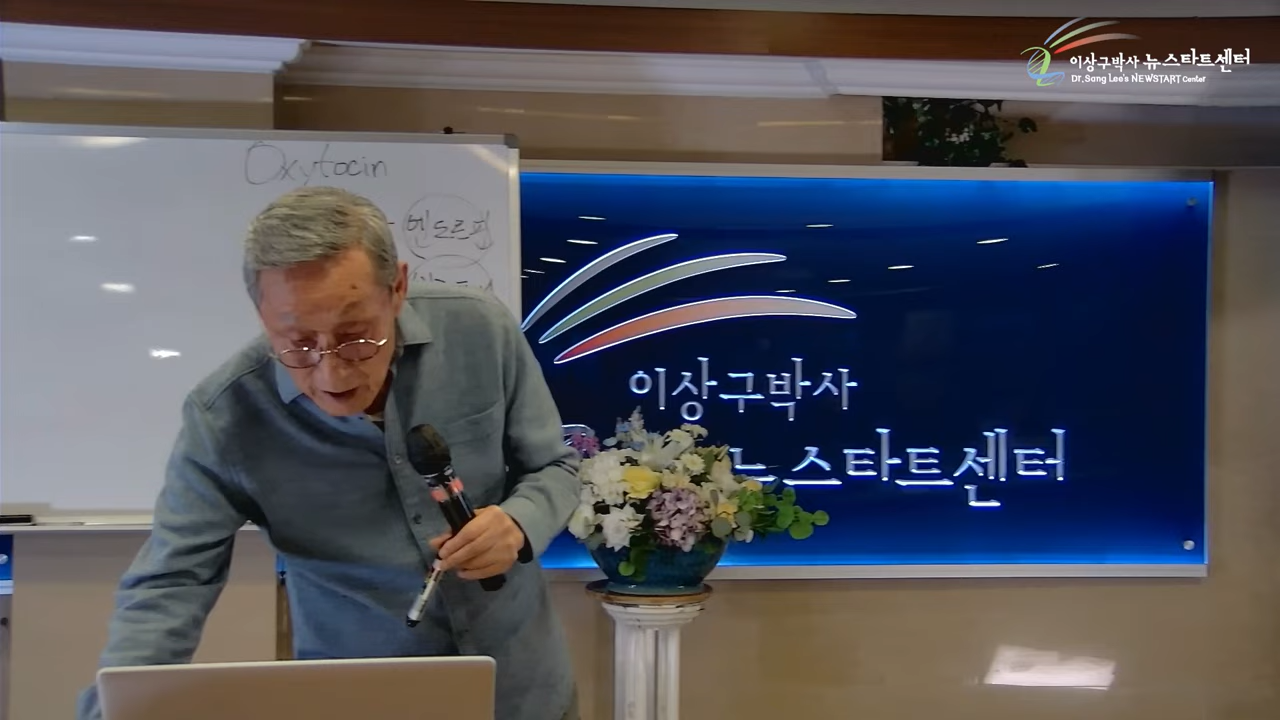 이상구박사 뉴스타트센터
Dr. Sang Lee's NEWSTART Center
Oxytocin
엔도르핀
이상구박사
뉴스타트센터